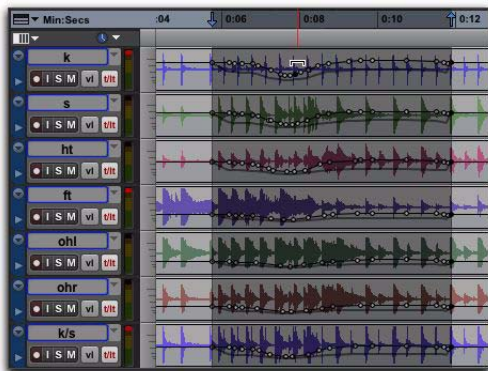 Min:Secs :04 0:06 0:08 0:10 0:12
k
I S M vl t/lt
s
I S M vl t/lt
ht
I S M vl t/lt
ft
I S M vl t/lt
ohl
I S M vl t/lt
ohr
I S M vl t/lt
k/s
I S M vl t/lt